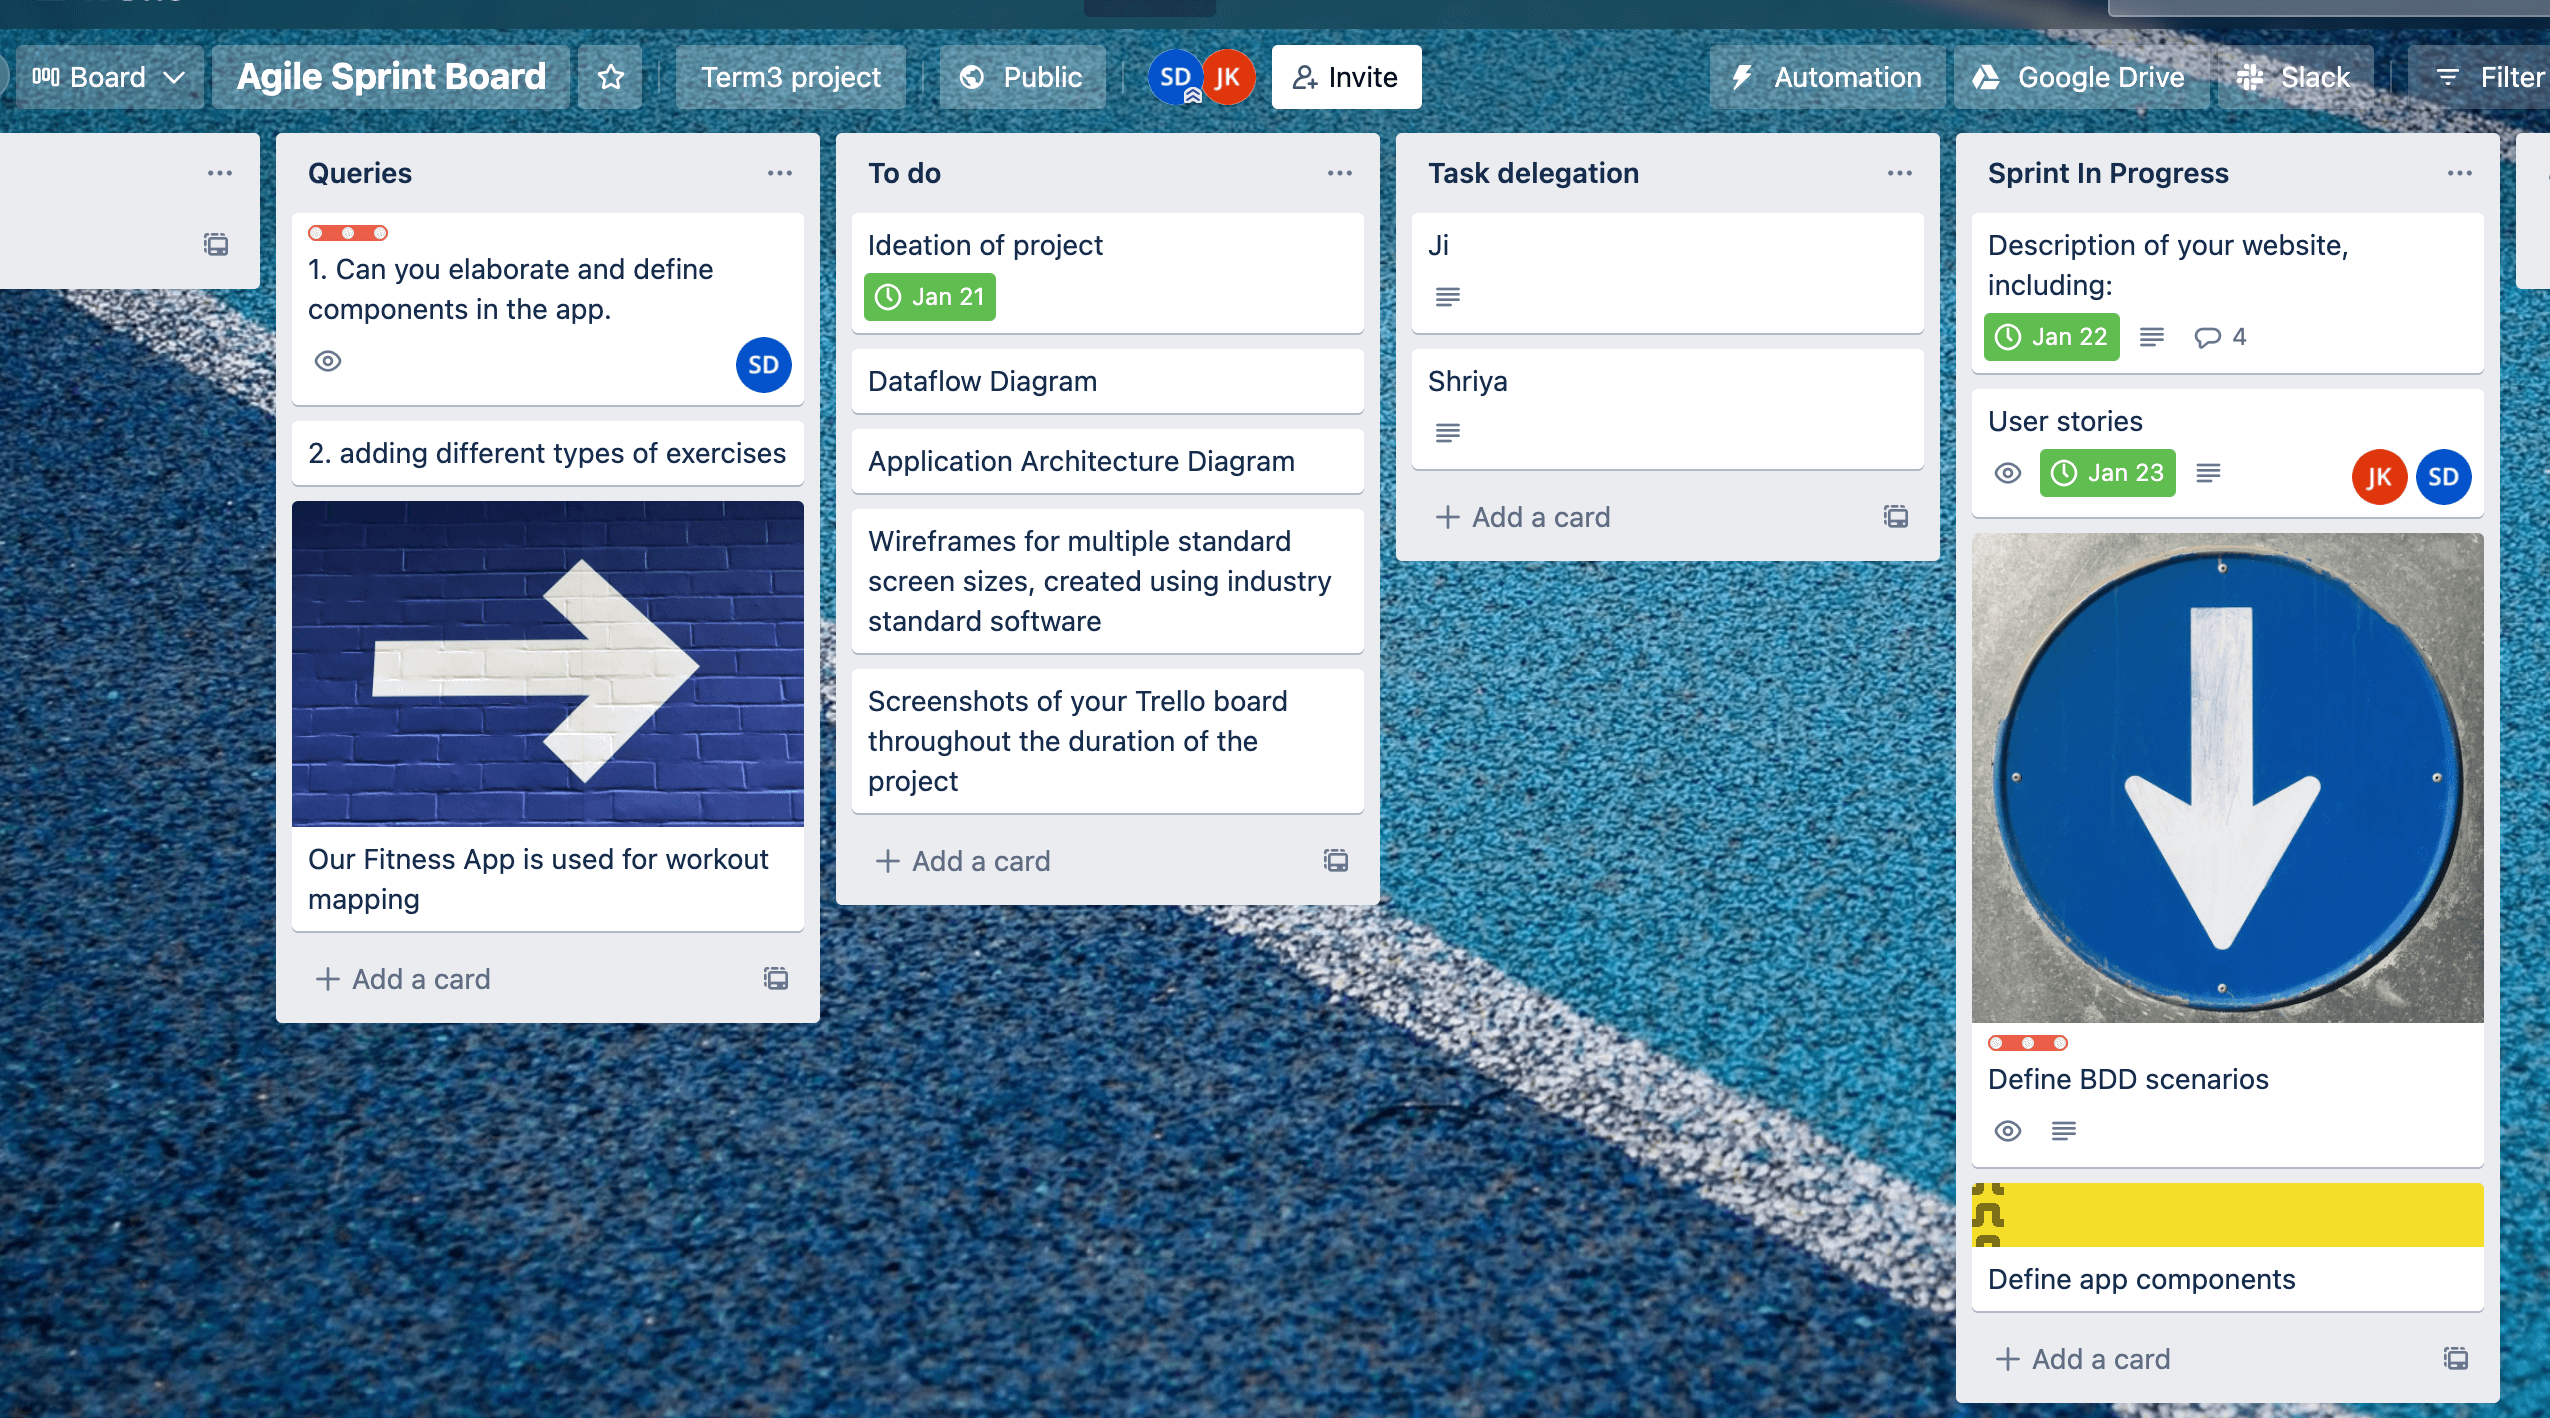 Board
Agile Sprint Board
Term3 project
Public
SD
JK
Invite
Automation
Google Drive
Slack
Filter
Queries
1. Can you elaborate and define
components in the app.
SD
2. adding different types of exercises
Our Fitness App is used for workout
mapping
Add a card
To do
Ideation of project
Jan 21
Dataflow Diagram
Application Architecture Diagram
Wireframes for multiple standard
screen sizes, created using industry
standard software
Screenshots of your Trello board
throughout the duration of the
project
Add a card
Task delegation
Ji
Shriya
Add a card
Sprint In Progress
Description of your website,
including:
Jan 22
4
User stories
Jan 23
JK
SD
Define BDD scenarios
Define app components
Add a card